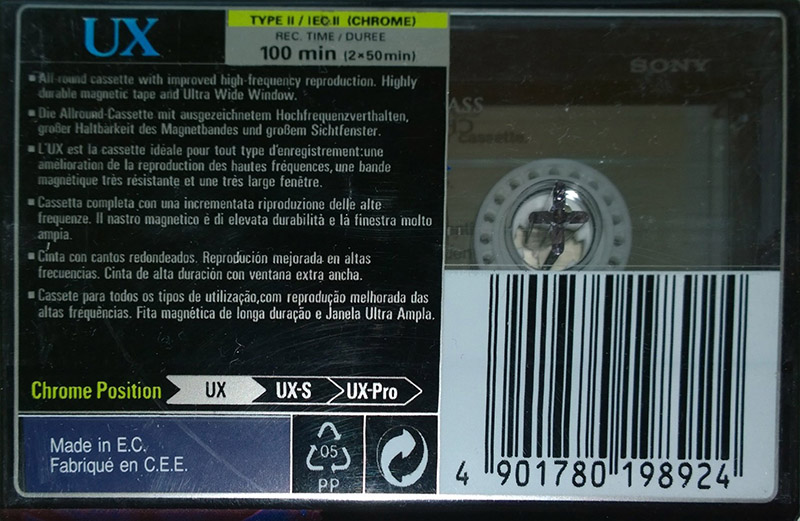 UX
TYPE II / IEC II (CHROME)
REC. TIME / DUREE
100 min (2×50min)
SONY
▪ All-round cassette with improved high-frequency reproduction. Highly
durable magnetic tape and Ultra Wide Window.
▪ Die Allround-Cassette mit ausgezeichnetem Hochfrequenzverhalten,
großer Haltbarkeit des Magnetbandes und großem Sichtfenster.
▪ L'UX est la cassette idéale pour tout type d'enregistrement:une
amélioration de la reproduction des hautes fréquences, une bande
magnétique très résistante et une très large fenêtre.
▪ Cassetta completa con una incrementata riproduzione delle alte
frequenze. Il nastro magnetico è di elevata durabilità e là finestra molto
ampia.
▪ Cinta con cantos redondeados. Reprodución mejorada en altas
frecuencias. Cinta de alta duración con ventana extra ancha.
▪ Cassete para todos os tipos de utilização,com reprodução melhorada das
altas frequências. Fita magnética de longa duração e Janela Ultra Ampla.
ASS
Cassette
Chrome Position UX UX-S UX-Pro
Made in E.C.
Fabriqué en C.E.E.
05
PP
4 901780 198924